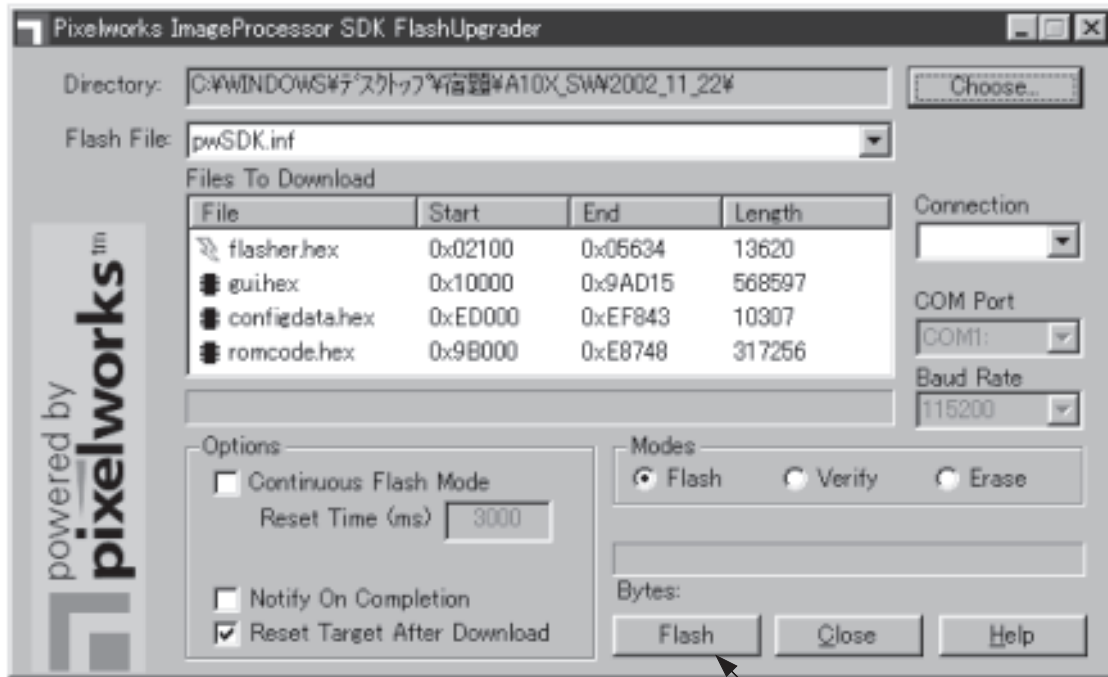 Pixelworks ImageProcessor SDK FlashUpgrader
Directory: C:¥WINDOWS¥デスクトップ¥宿題¥A10X_SW¥2002_11_22¥ Choose...
Flash File: pwSDK.inf
Files To Download
File Start End Length
flasher.hex 0x02100 0x05634 13620
gui.hex 0x10000 0x9AD15 568597
configdata.hex 0xED000 0xEF843 10307
romcode.hex 0x9B000 0xE8748 317256
Connection
COM Port
COM1:
Baud Rate
115200
powered by
pixelworks tm
Options
Continuous Flash Mode
Reset Time (ms) 3000
Notify On Completion
Reset Target After Download
Modes
Flash Verify Erase
Bytes:
Flash Close Help